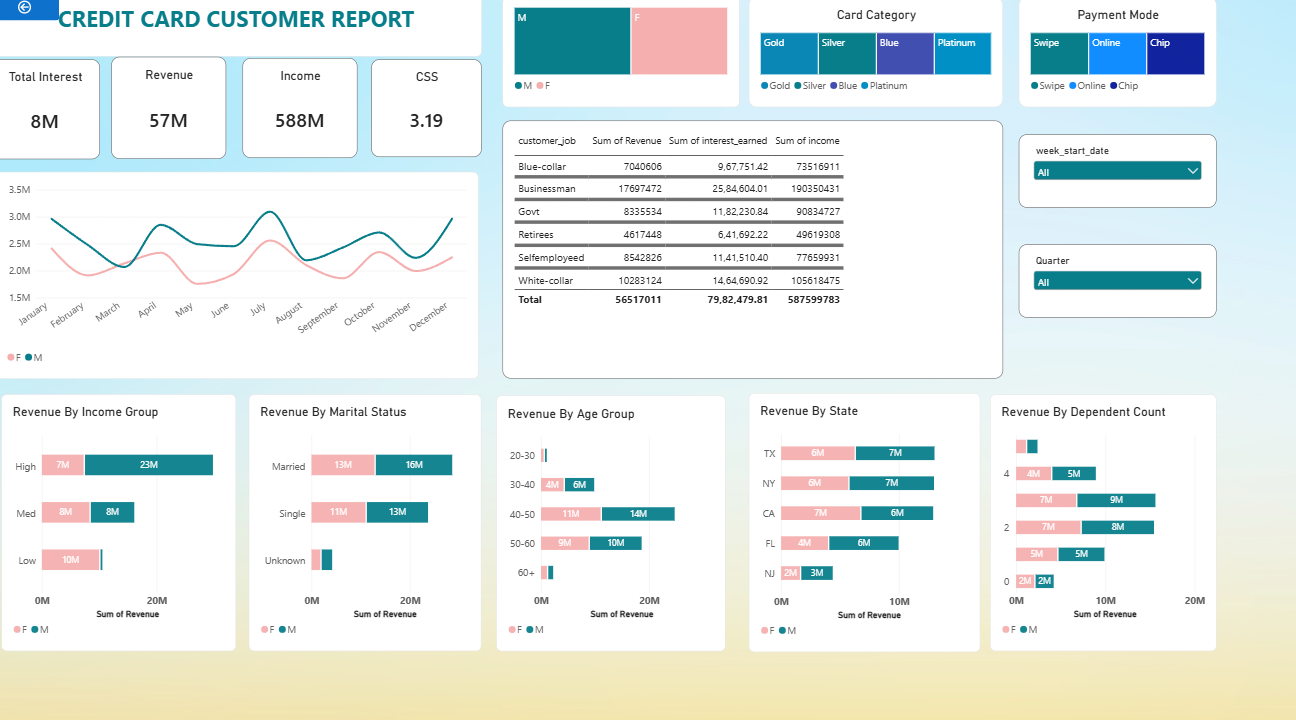 CREDIT CARD CUSTOMER REPORT
Total Interest
8M
Revenue
57M
Income
588M
CSS
3.19
M
F
M F
Card Category
Gold
Silver
Blue
Platinum
Gold Silver Blue Platinum
Payment Mode
Swipe
Online
Chip
Swipe Online Chip
3.5M
3.0M
2.5M
2.0M
1.5M
January
February
March
April
May
June
July
August
September
October
November
December
F M
customer_job Sum of Revenue Sum of interest_earned Sum of income
Blue-collar 7040606 9,67,751.42 73516911
Businessman 17697472 25,84,604.01 190350431
Govt 8335534 11,82,230.84 90834727
Retirees 4617448 6,41,692.22 49619308
Selfemployeed 8542826 11,41,510.40 77659931
White-collar 10283124 14,64,690.92 105618475
Total 56517011 79,82,479.81 587599783
week_start_date
All
Quarter
All
Revenue By Income Group
High 7M 23M
Med 8M 8M
Low 10M
0M 20M
Sum of Revenue
F M
Revenue By Marital Status
Married 13M 16M
Single 11M 13M
Unknown
0M 20M
Sum of Revenue
F M
Revenue By Age Group
20-30
30-40 4M 6M
40-50 11M 14M
50-60 9M 10M
60+
0M 20M
Sum of Revenue
F M
Revenue By State
TX 6M 7M
NY 6M 7M
CA 7M 6M
FL 4M 6M
NJ 2M 3M
0M 10M
Sum of Revenue
F M
Revenue By Dependent Count
4 4M 5M
7M 9M
2 7M 8M
5M 5M
0 2M 2M
0M 10M 20M
Sum of Revenue
F M